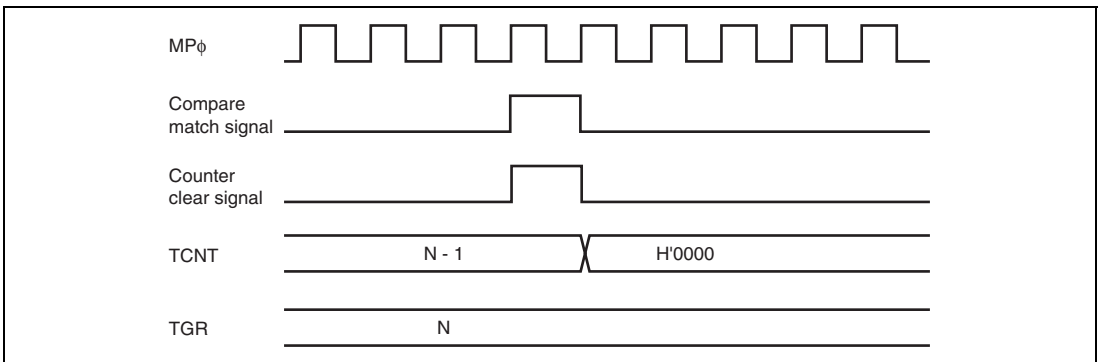 MPφ
Compare
match signal
Counter
clear signal
TCNT
N - 1
H'0000
TGR
N